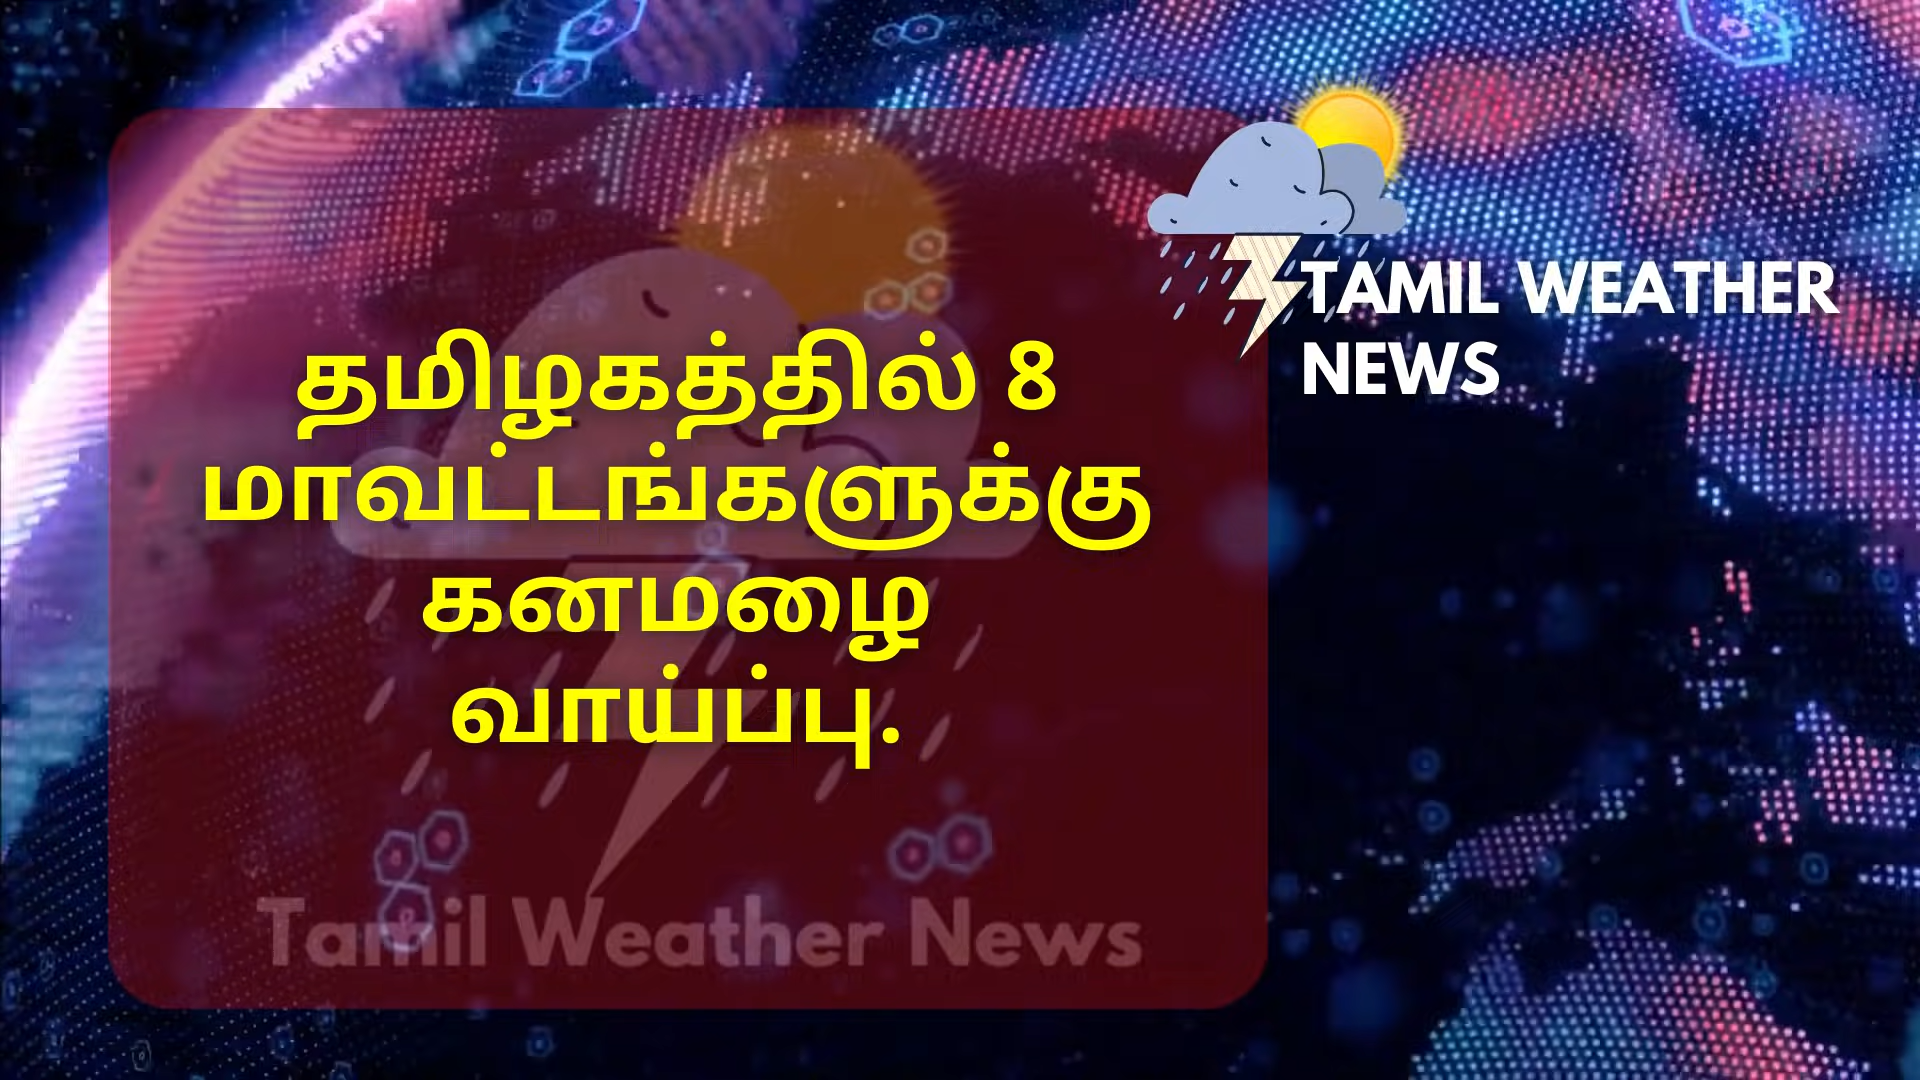 TAMIL WEATHER
NEWS
தமிழகத்தில் 8
மாவட்டங்களுக்கு
கனமழை
வாய்ப்பு.
Tamil Weather News